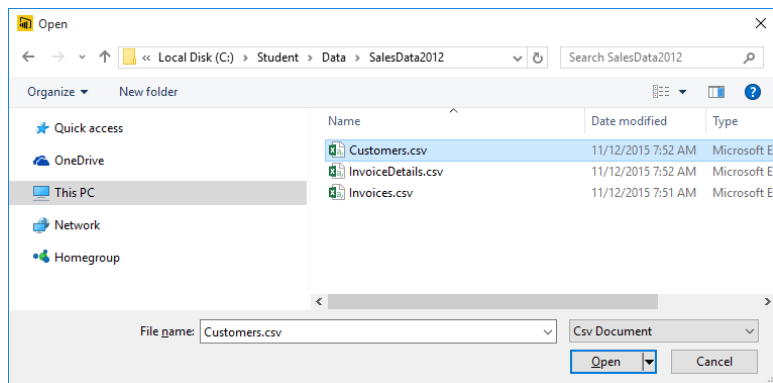 Open
« Local Disk (C:) > Student > Data > SalesData2012
Search SalesData2012
Organize
New folder
Quick access
OneDrive
This PC
Network
Homegroup
Name Date modified Type
Customers.csv 11/12/2015 7:52 AM Microsoft E
InvoiceDetails.csv 11/12/2015 7:52 AM Microsoft E
Invoices.csv 11/12/2015 7:51 AM Microsoft E
File name: Customers.csv
Csv Document
Open
Cancel